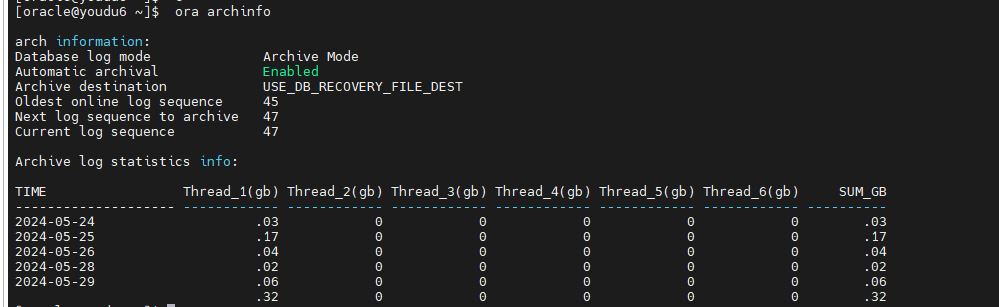 [oracle@youdu6 ~]$ ora archinfo
arch information:
Database log mode Archive Mode
Automatic archival Enabled
Archive destination USE_DB_RECOVERY_FILE_DEST
Oldest online log sequence 45
Next log sequence to archive 47
Current log sequence 47
Archive log statistics info:
TIME Thread_1(gb) Thread_2(gb) Thread_3(gb) Thread_4(gb) Thread_5(gb) Thread_6(gb) SUM_GB
-------------------- ------------ ------------ ------------ ------------ ------------ ------------ ----------
2024-05-24 .03 0 0 0 0 0 .03
2024-05-25 .17 0 0 0 0 0 .17
2024-05-26 .04 0 0 0 0 0 .04
2024-05-28 .02 0 0 0 0 0 .02
2024-05-29 .06 0 0 0 0 0 .06
.32 0 0 0 0 0 .32